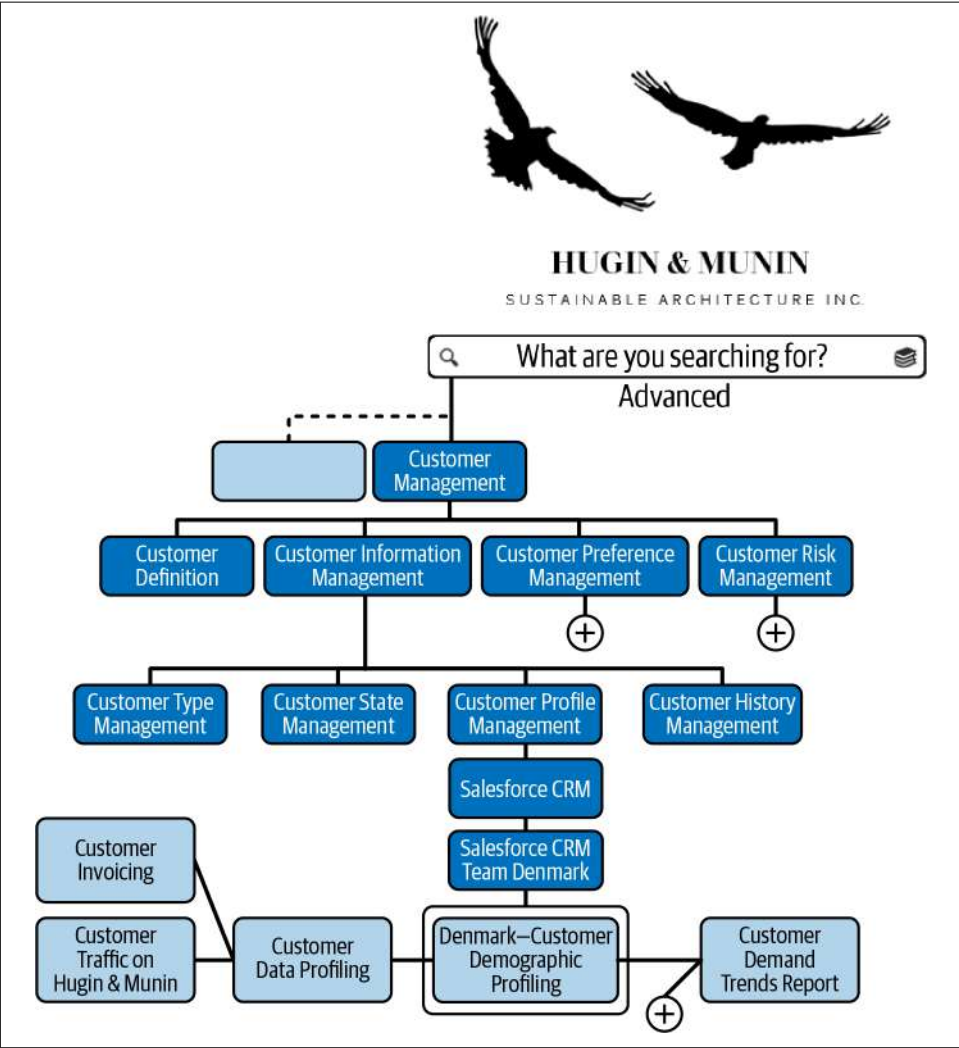 HUGIN & MUNIN
SUSTAINABLE ARCHITECTURE INC.
What are you searching for?
Advanced
Customer
Management
Customer
Definition
Customer Information
Management
Customer Preference
Management
Customer Risk
Management
Customer Type
Management
Customer State
Management
Customer Profile
Management
Customer History
Management
Salesforce CRM
Salesforce CRM
Team Denmark
Customer
Invoicing
Customer
Traffic on
Hugin & Munin
Customer
Data Profiling
Denmark—Customer
Demographic
Profiling
Customer
Demand
Trends Report